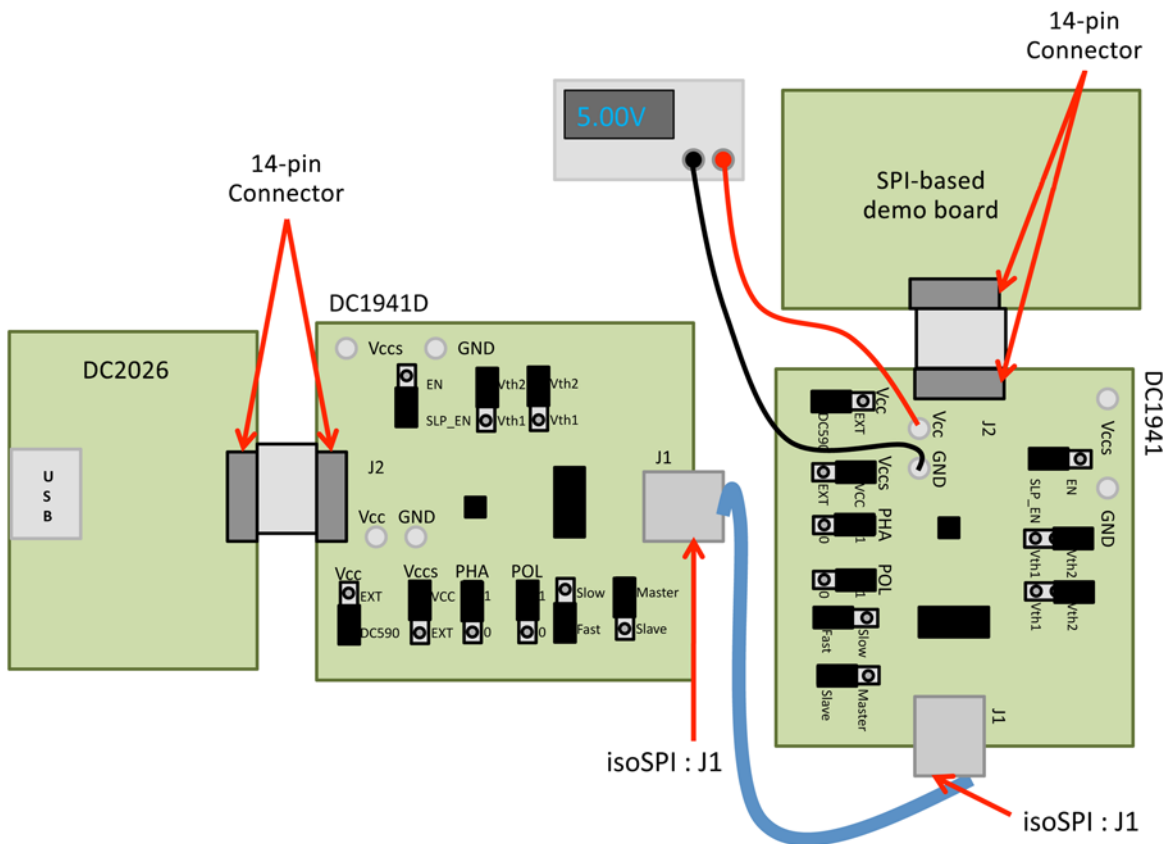 14-pin
Connector
5.00V
SPI-based
demo board
14-pin
Connector
DC1941D
Vccs
GND
EN
SLP_EN
Vth2
Vth1
Vth2
Vth1
DC2026
USB
J2
J1
Vcc
GND
Vcc
EXT
DC590
Vccs
VCC
EXT
PHA
1
0
POL
1
0
Slow
Fast
Master
Slave
isoSPI : J1
DC1941
Vcc
DC590
EXT
Vcc
GND
J2
Vccs
EXT
VCC
PHA
0
1
POL
0
1
Fast
Slow
Slave
Master
Vccs
SLP_EN
EN
GND
Vth1
Vth2
Vth1
Vth2
J1
isoSPI : J1